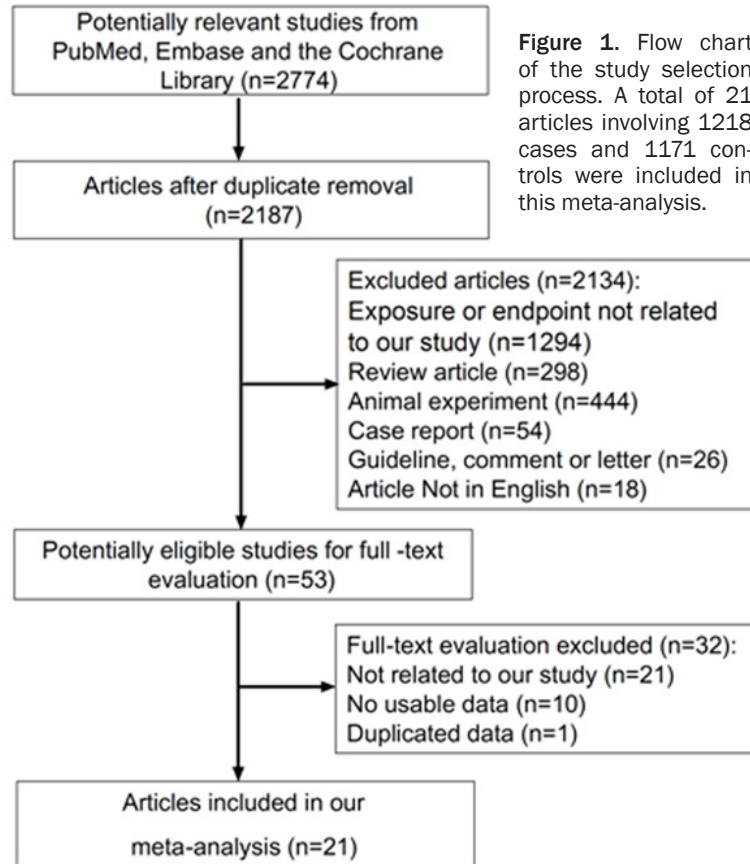 Potentially relevant studies from
PubMed, Embase and the Cochrane
Library (n=2774)
Figure 1. Flow chart
of the study selection
process. A total of 21
articles involving 1218
cases and 1171 con-
trols were included in
this meta-analysis.
Articles after duplicate removal
(n=2187)
Excluded articles (n=2134):
Exposure or endpoint not related
to our study (n=1294)
Review article (n=298)
Animal experiment (n=444)
Case report (n=54)
Guideline, comment or letter (n=26)
Article Not in English (n=18)
Potentially eligible studies for full -text
evaluation (n=53)
Full-text evaluation excluded (n=32):
Not related to our study (n=21)
No usable data (n=10)
Duplicated data (n=1)
Articles included in our
meta-analysis (n=21)